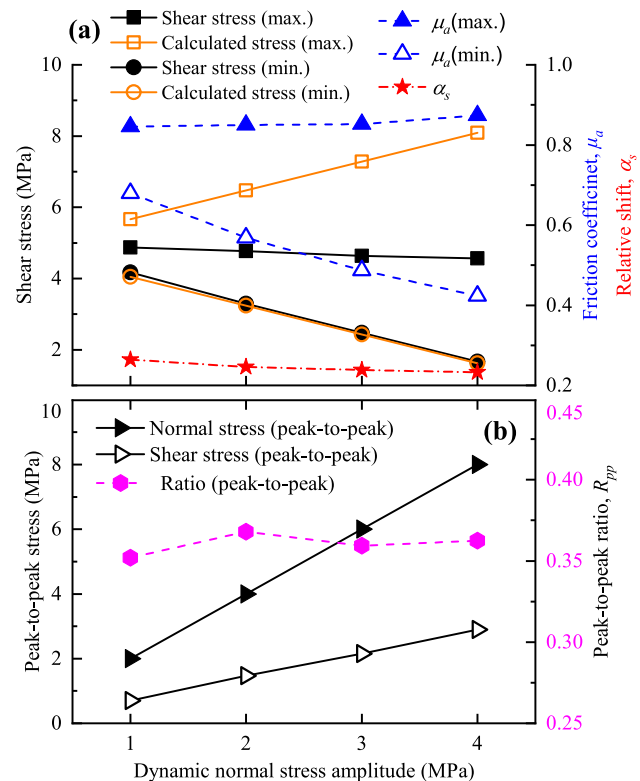 (a)
Shear stress (max.)
Calculated stress (max.)
Shear stress (min.)
Calculated stress (min.)
μa(max.)
μa(min.)
αs
10
8
6
4
2
Shear stress (MPa)
1.0
0.8
0.6
0.4
0.2
Friction coefficinet, μa
Relative shift, αs
(b)
Normal stress (peak-to-peak)
Shear stress (peak-to-peak)
Ratio (peak-to-peak)
10
8
6
4
2
0
Peak-to-peak stress (MPa)
0.45
0.40
0.35
0.30
0.25
Peak-to-peak ratio, Rpp
1 2 3 4
Dynamic normal stress amplitude (MPa)